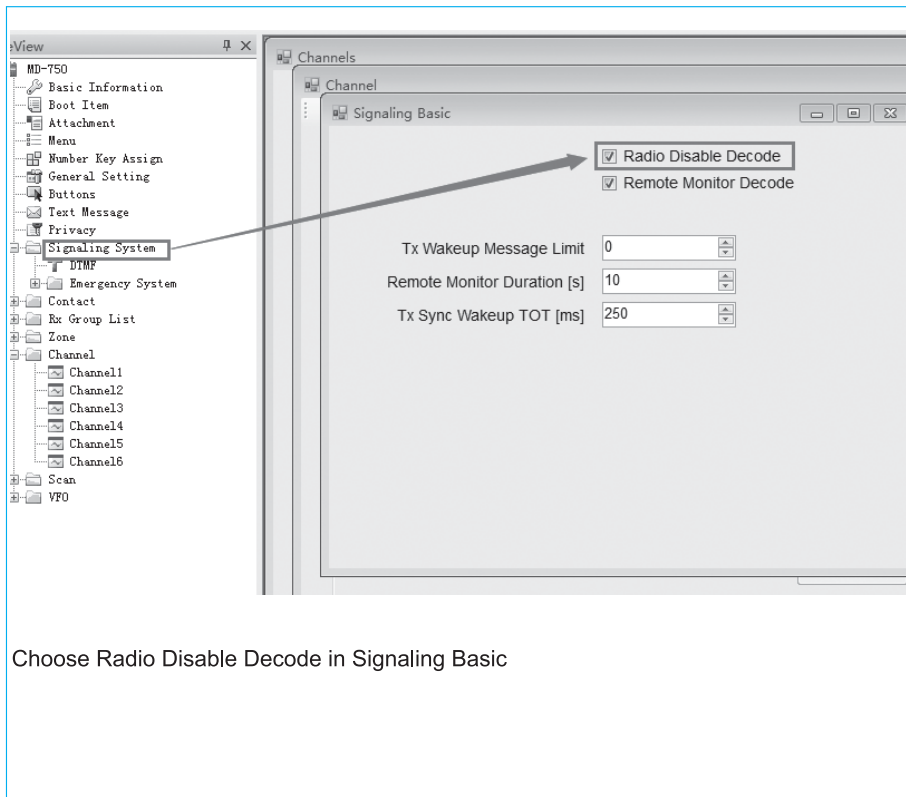 eView
MD-750
Basic Information
Boot Item
Attachment
Menu
Number Key Assign
General Setting
Buttons
Text Message
Privacy
Signaling System
DTMF
Emergency System
Contact
Rx Group List
Zone
Channel
Channel1
Channel2
Channel3
Channel4
Channel5
Channel6
Scan
VFO
Channels
Channel
Signaling Basic
Radio Disable Decode
Remote Monitor Decode
Tx Wakeup Message Limit 0
Remote Monitor Duration [s] 10
Tx Sync Wakeup TOT [ms] 250
Choose Radio Disable Decode in Signaling Basic